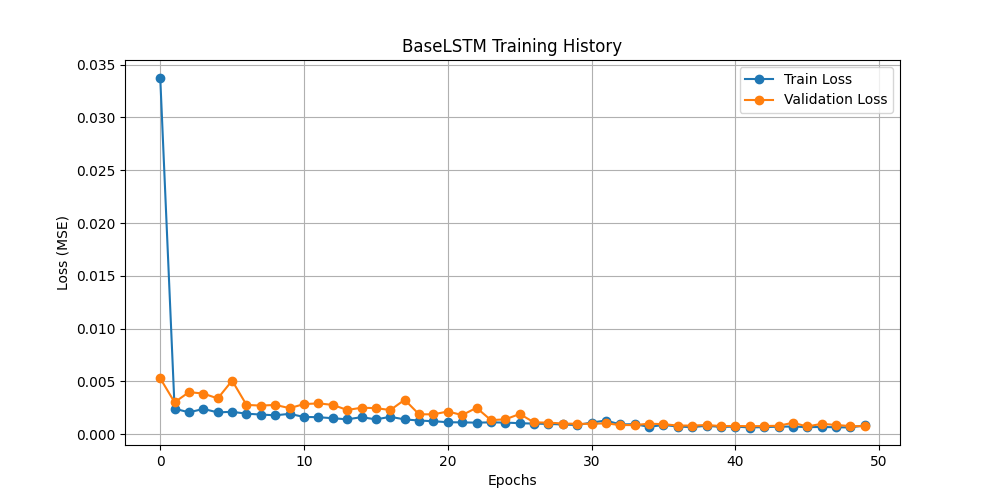 BaseLSTM Training History
Train Loss
Validation Loss
Loss (MSE)
0.035
0.030
0.025
0.020
0.015
0.010
0.005
0.000
0 10 20 30 40 50
Epochs